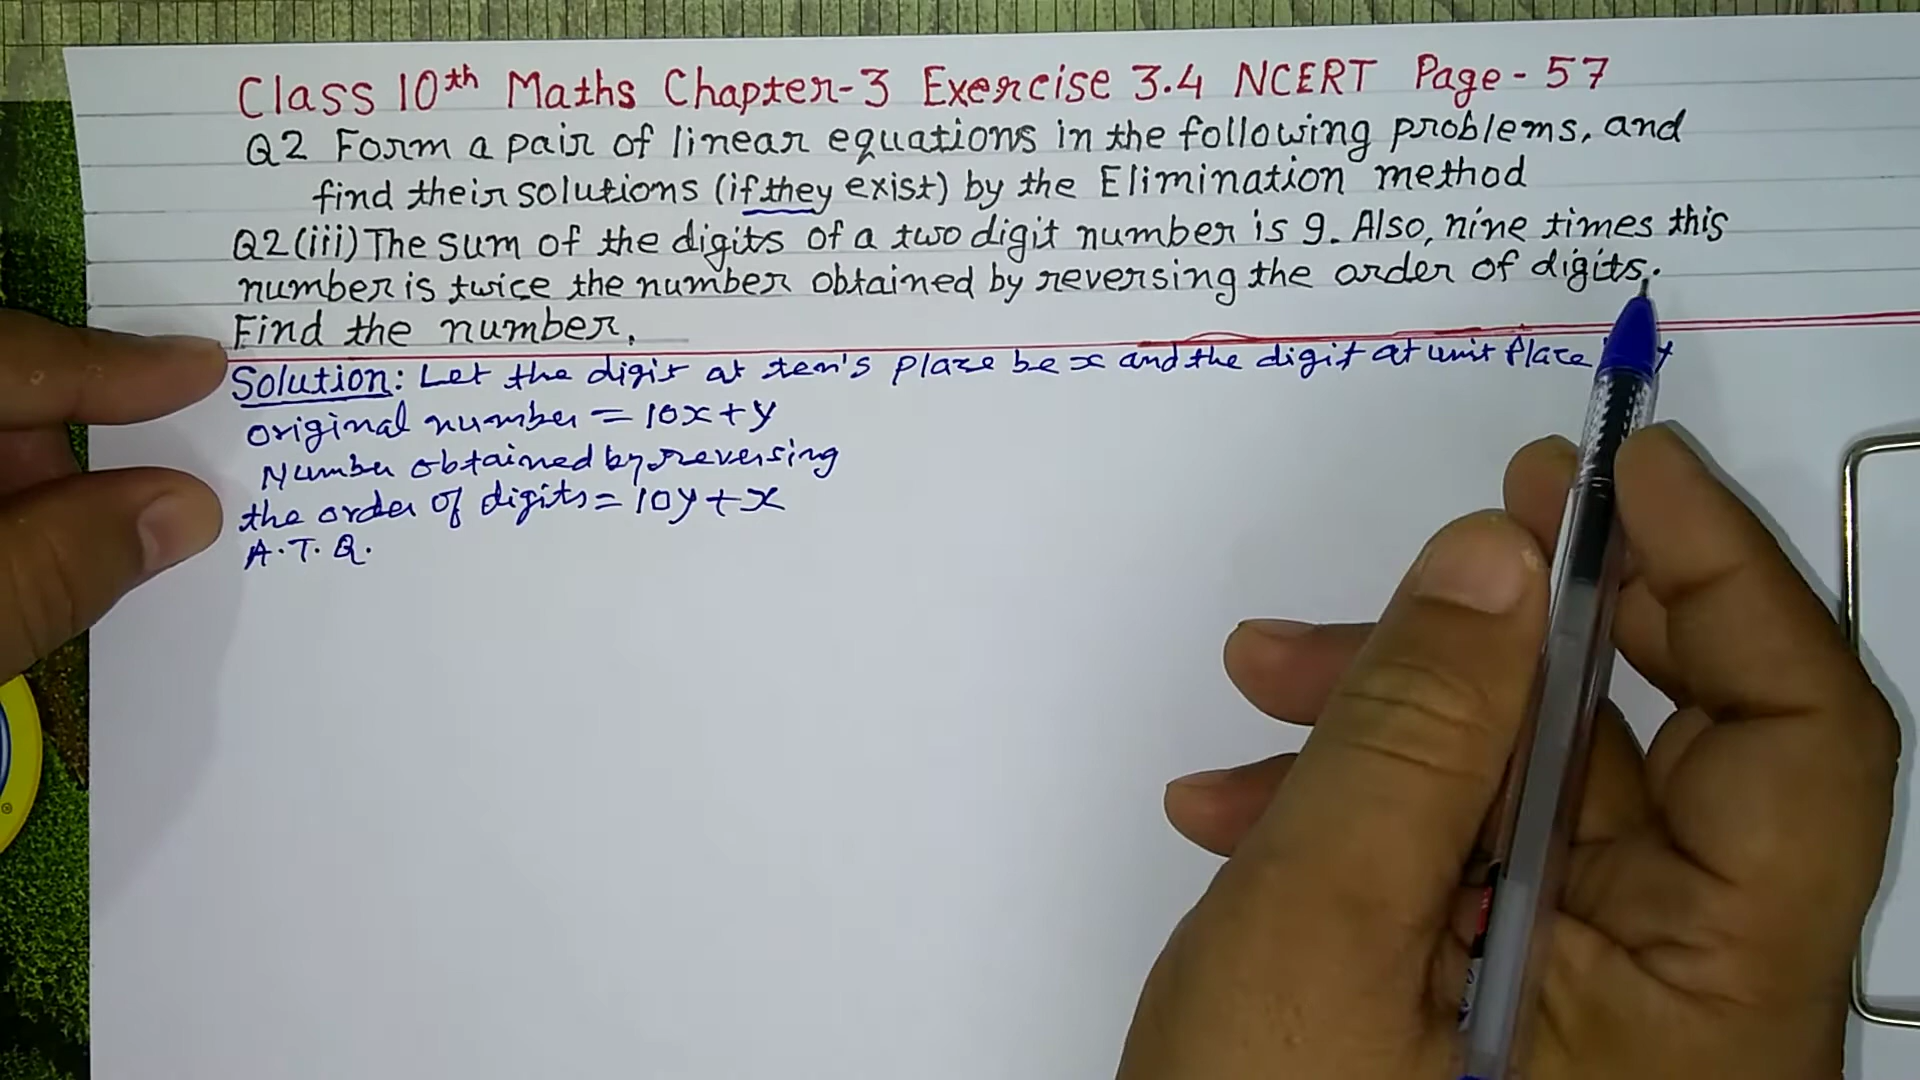 Class 10th Maths Chapter-3 Exercise 3.4 NCERT Page-57
Q2 Form a pair of linear equations in the following problems, and
find their solutions (if they exist) by the Elimination method
Q2(iii) The sum of the digits of a two digit number is 9. Also, nine times this
number is twice the number obtained by reversing the order of digits.
Find the number.
Solution: Let the digit at ten's place be x and the digit at unit place y
original number = 10x+y
Number obtained by reversing
the order of digits = 10y+x
A.T.Q.